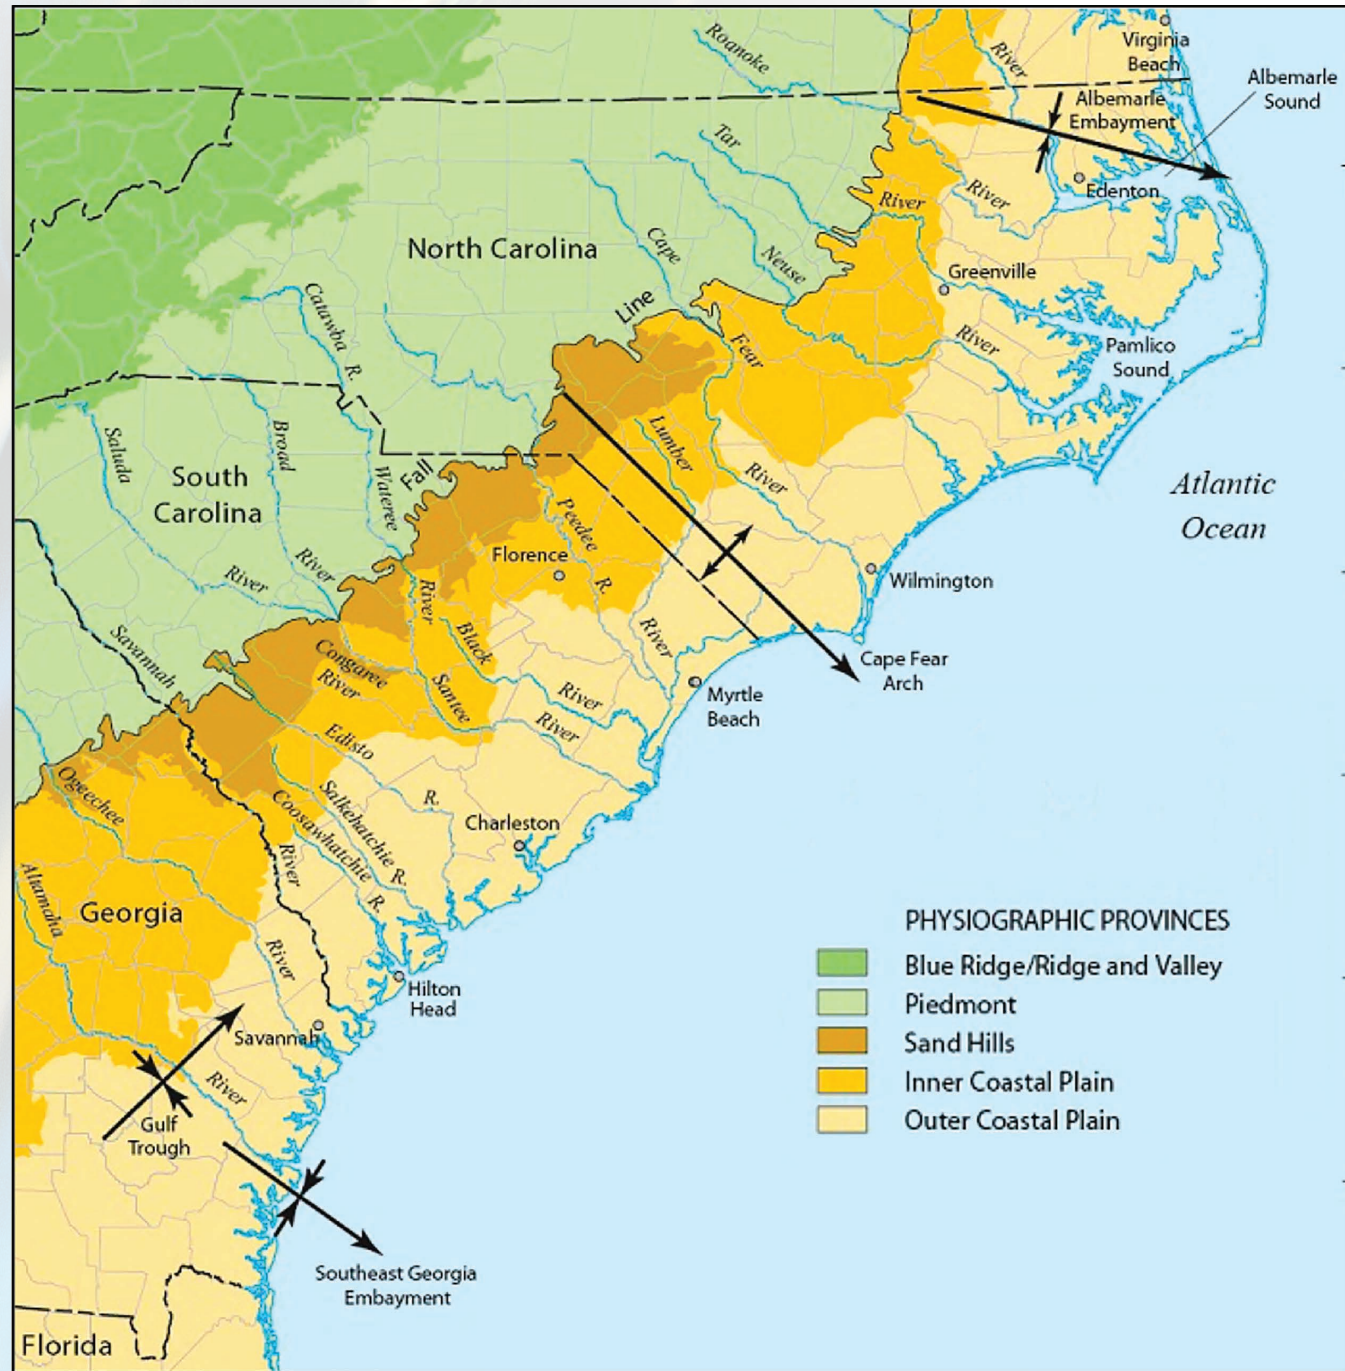 Roanoke
River
Virginia
Beach
Albemarle
Sound
Albemarle
Embayment
Tar
River
River
Edenton
North Carolina
Cape
Neuse
Greenville
Catawba R.
Line
Fear
River
Pamlico
Sound
Saluda
Broad
Lumber
South
Carolina
Wateree
Fall
River
Atlantic
Ocean
Peedee
R.
Florence
River
River
River
Wilmington
Savannah
Black
River
Congaree
River
Santee
River
River
Cape Fear
Arch
Myrtle
Beach
Edisto
R.
Ogeechee
Salkehatchie R.
Coosawhatchie
R.
Charleston
River
Altamaha
Georgia
River
PHYSIOGRAPHIC PROVINCES
Blue Ridge/Ridge and Valley
Piedmont
Sand Hills
Inner Coastal Plain
Outer Coastal Plain
Hilton
Head
Savannah
River
Gulf
Trough
Southeast Georgia
Embayment
Florida